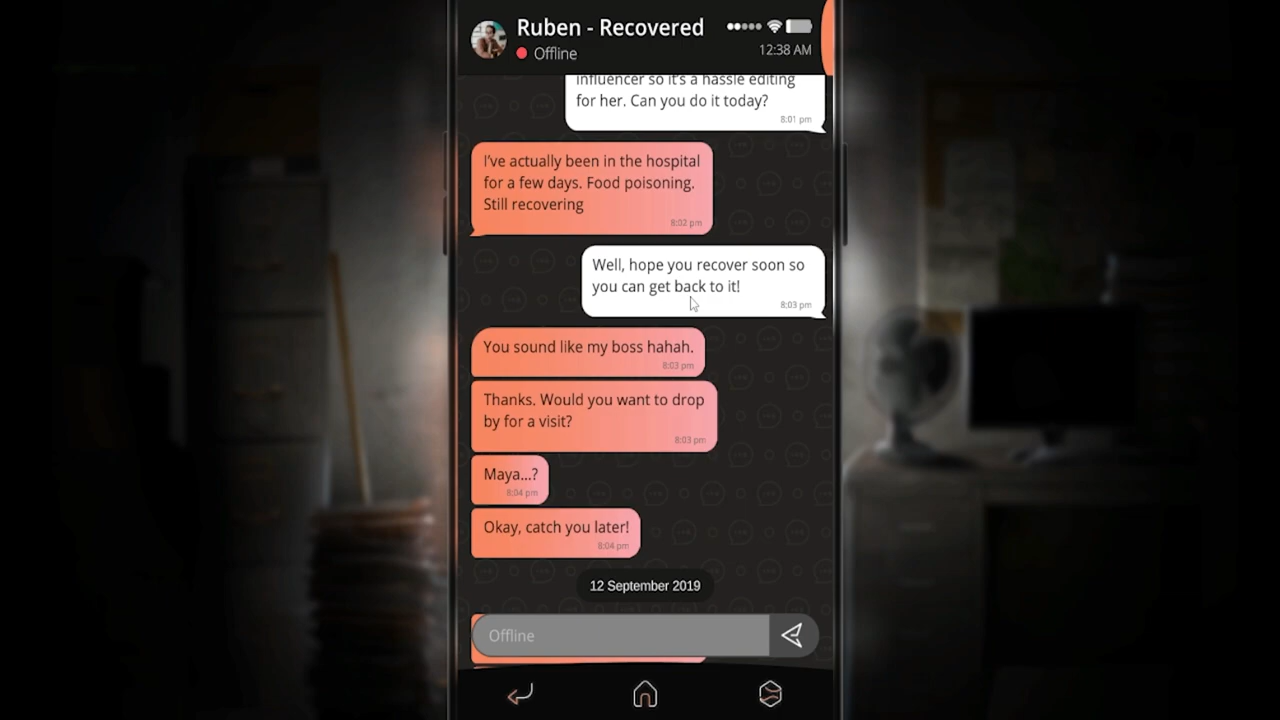 Ruben - Recovered
Offline
12:38 AM
influencer so it's a hassle editing
for her. Can you do it today?
8:01 pm
I've actually been in the hospital
for a few days. Food poisoning.
Still recovering
8:02 pm
Well, hope you recover soon so
you can get back to it!
8:03 pm
You sound like my boss hahah.
8:03 pm
Thanks. Would you want to drop
by for a visit?
8:03 pm
Maya...?
8:04 pm
Okay, catch you later!
8:04 pm
12 September 2019
Offline